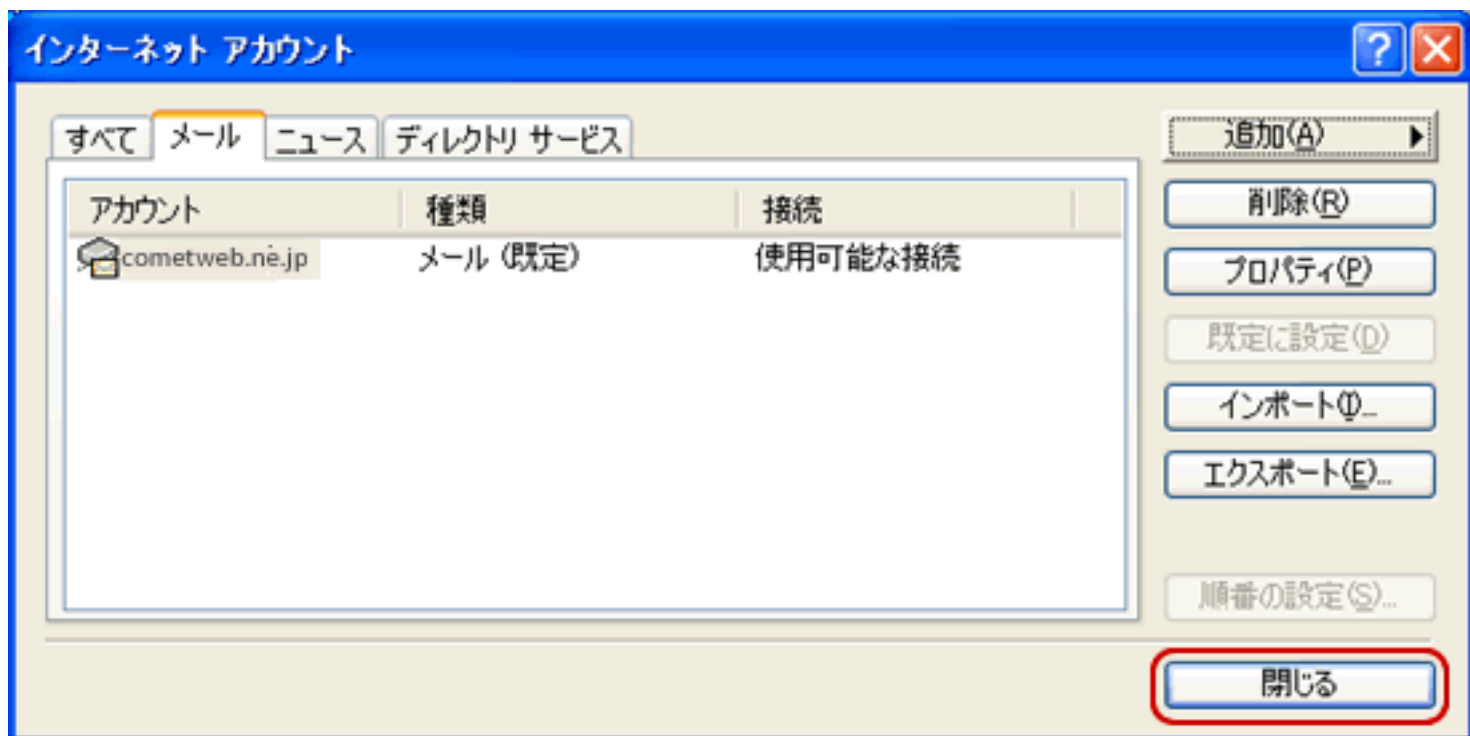 インターネット アカウント
すべて メール ニュース ディレクトリ サービス
アカウント 種類 接続
cometweb.ne.jp メール (既定) 使用可能な接続
追加(A)
削除(R)
プロパティ(P)
既定に設定(D)
インポート(I)...
エクスポート(E)...
順番の設定(S)...
閉じる